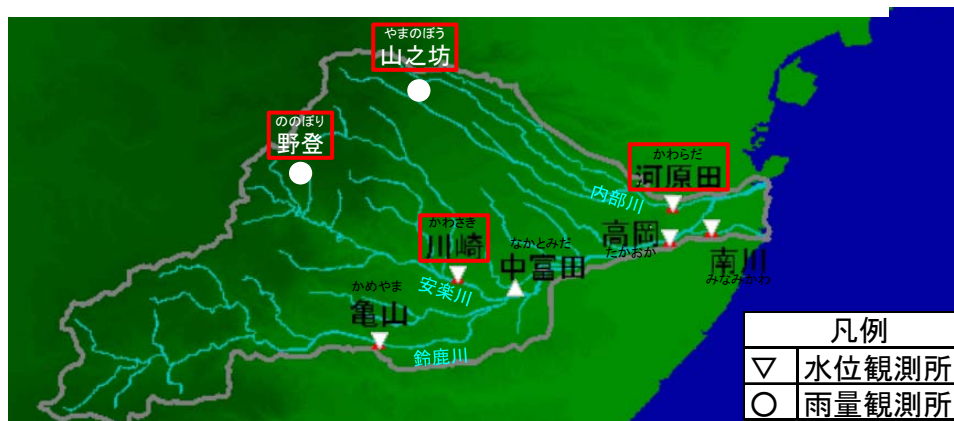 やまのぼう
山之坊
ののぼり
野登
かわらだ
河原田
内部川
かわさき
川崎
なかとみだ
中富田
高岡
たかおか
南川
みなみかわ
安楽川
かめやま
亀山
鈴鹿川
凡例
▽ 水位観測所
○ 雨量観測所